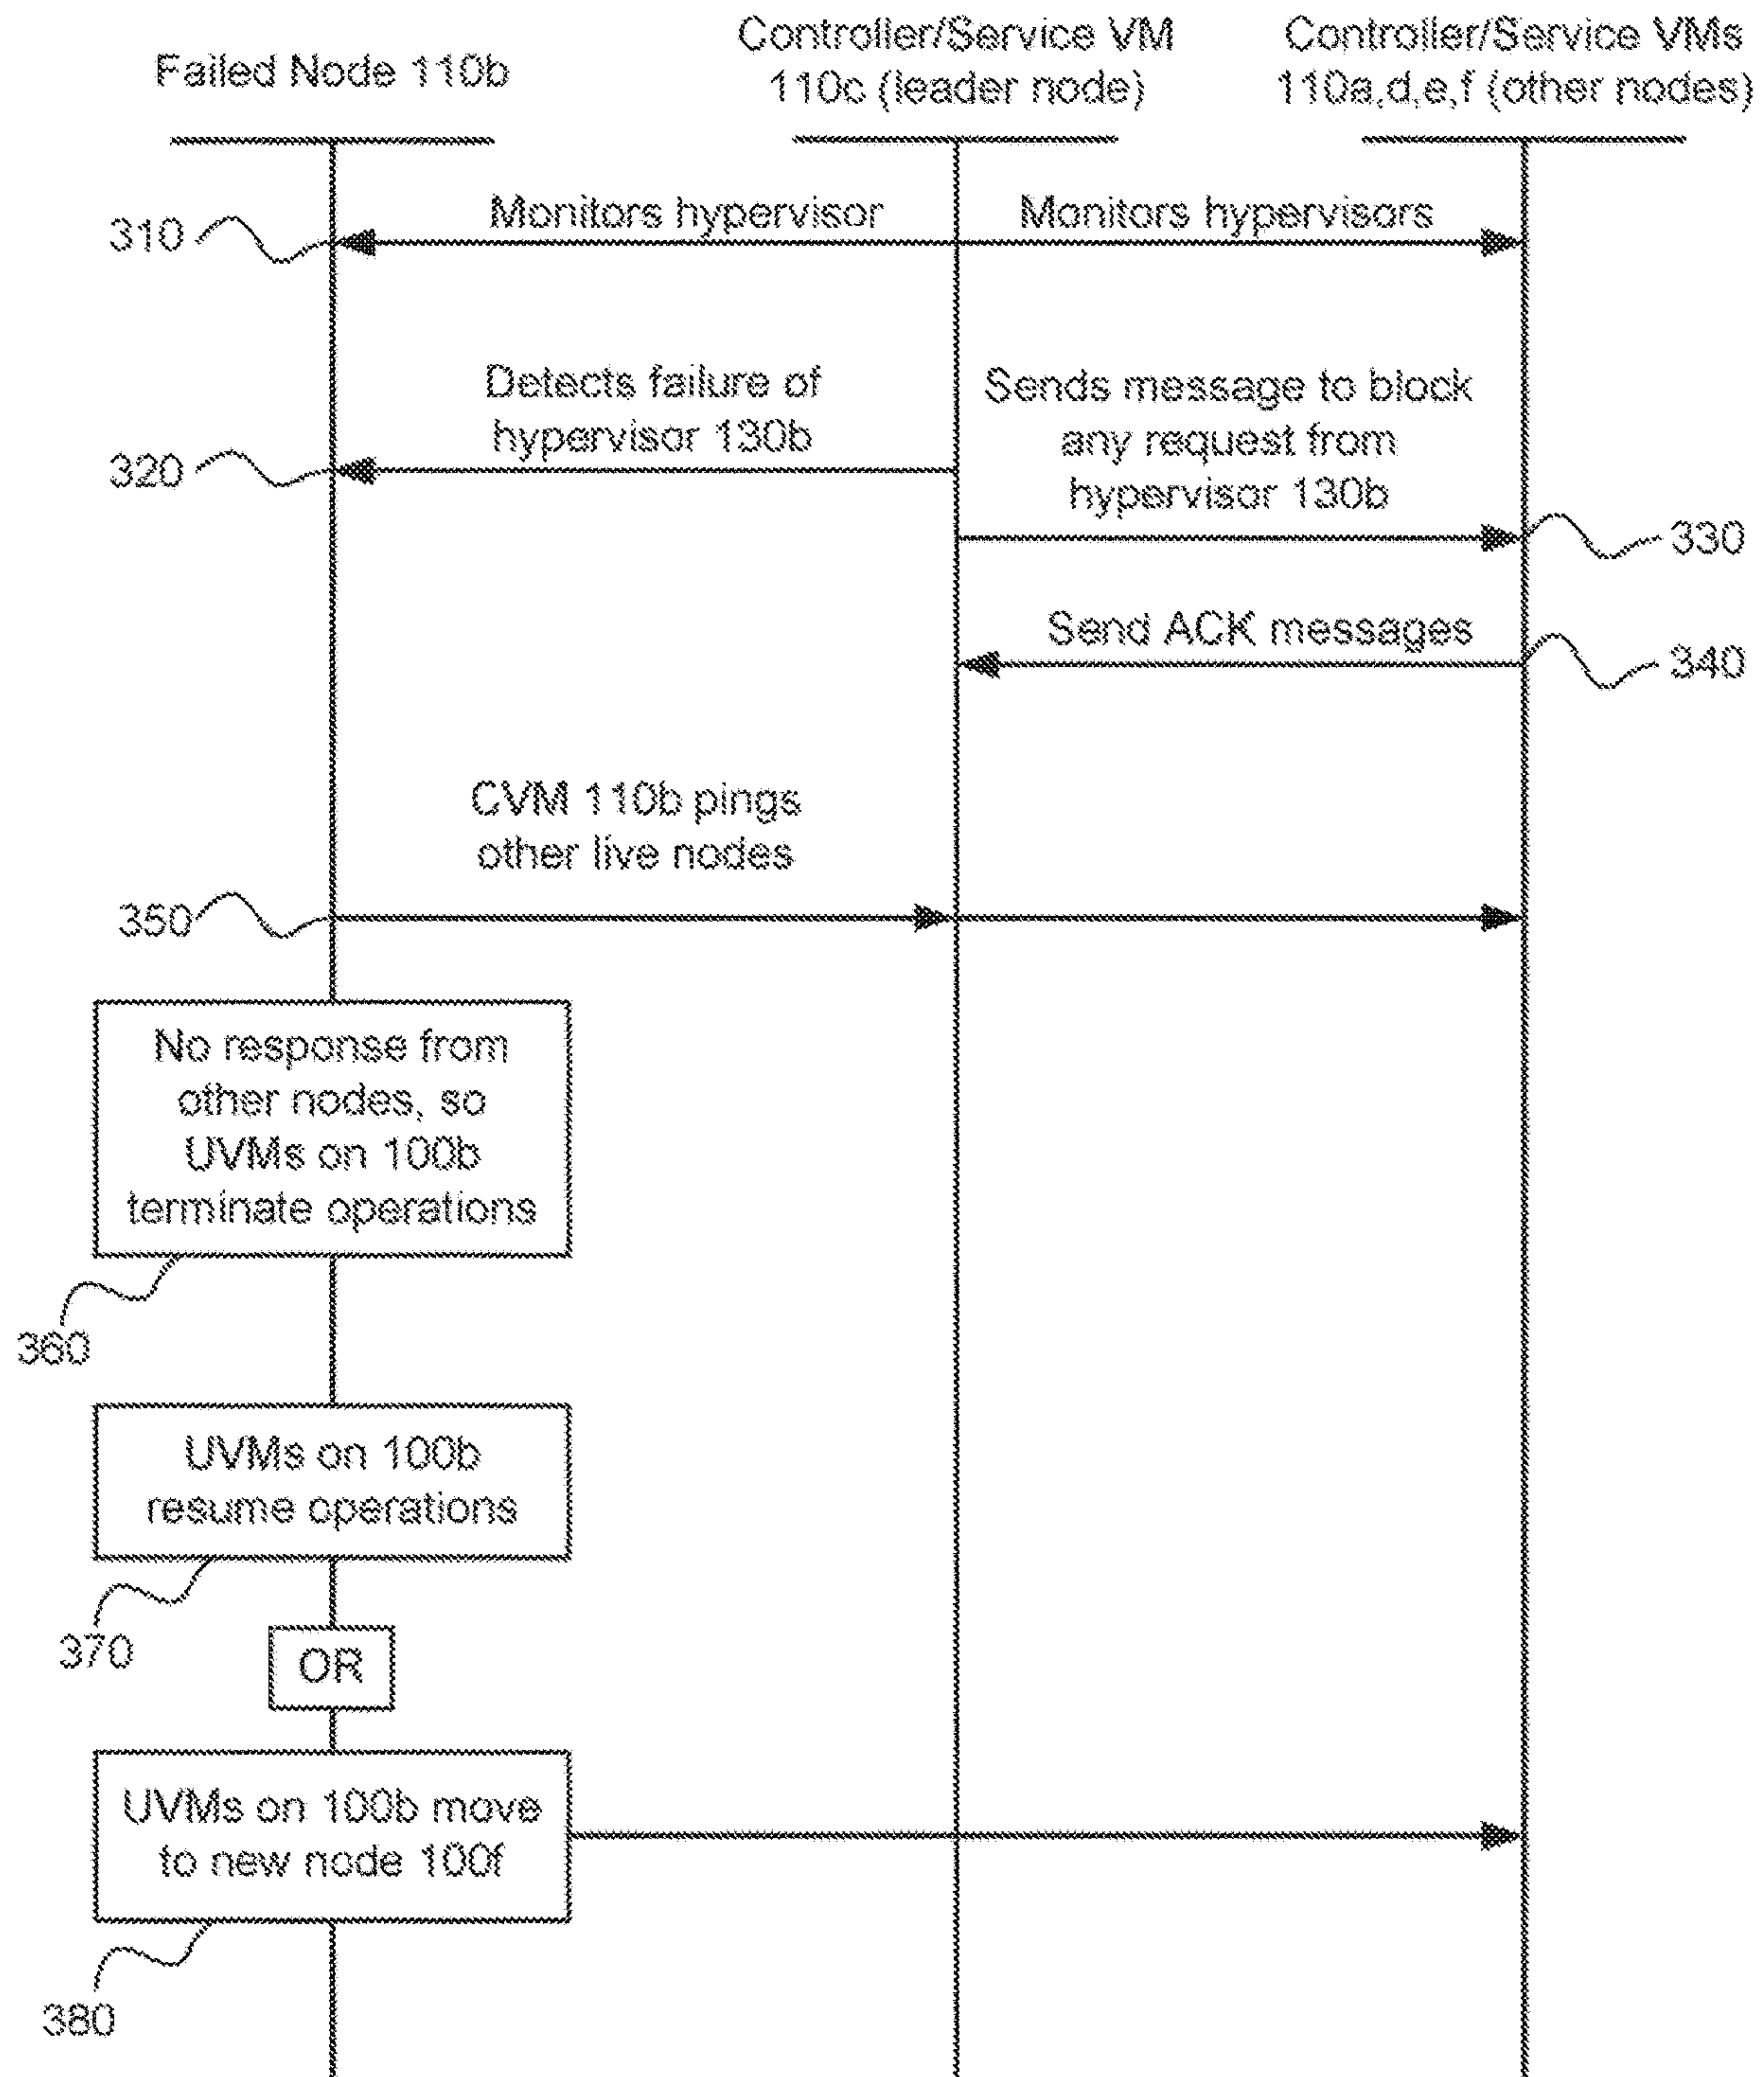 Failed Node 110b
Controller/Service VM
110c (leader node)
Controller/Service VMs
110a,d,e,f (other nodes)
310
Monitors hypervisor
Monitors hypervisors
320
Detects failure of
hypervisor 130b
Sends message to block
any request from
hypervisor 130b
330
Send ACK messages
340
CVM 110b pings
other live nodes
350
No response from
other nodes, so
UVMs on 100b
terminate operations
360
UVMs on 100b
resume operations
370
OR
UVMs on 100b move
to new node 100f
380